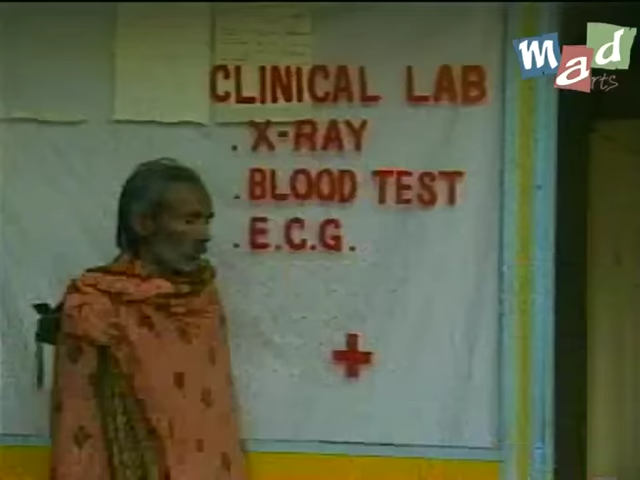 mad
arts
CLINICAL LAB
. X-RAY
. BLOOD TEST
. E.C.G.